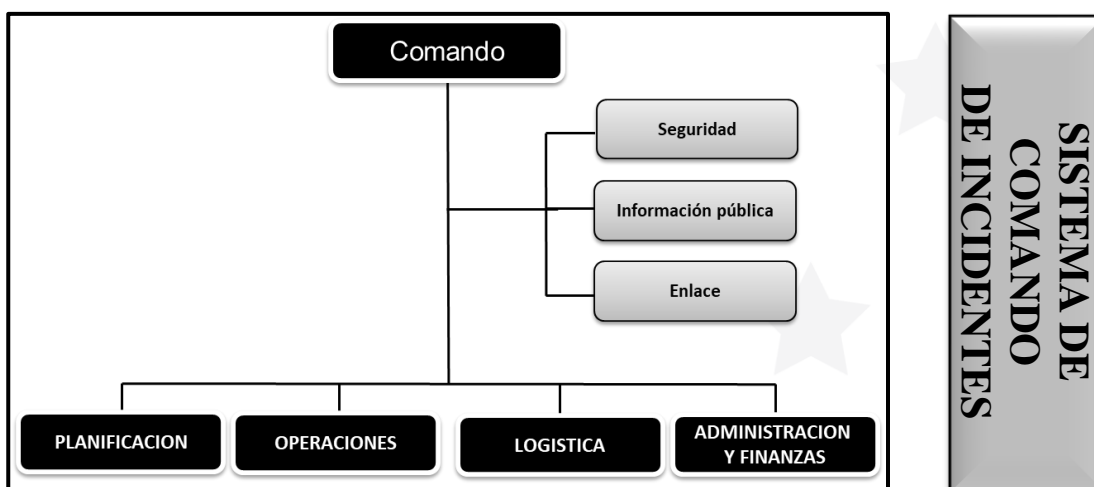 Comando
Seguridad
Información pública
Enlace
PLANIFICACION
OPERACIONES
LOGISTICA
ADMINISTRACION
Y FINANZAS
SISTEMA DE
COMANDO
DE INCIDENTES